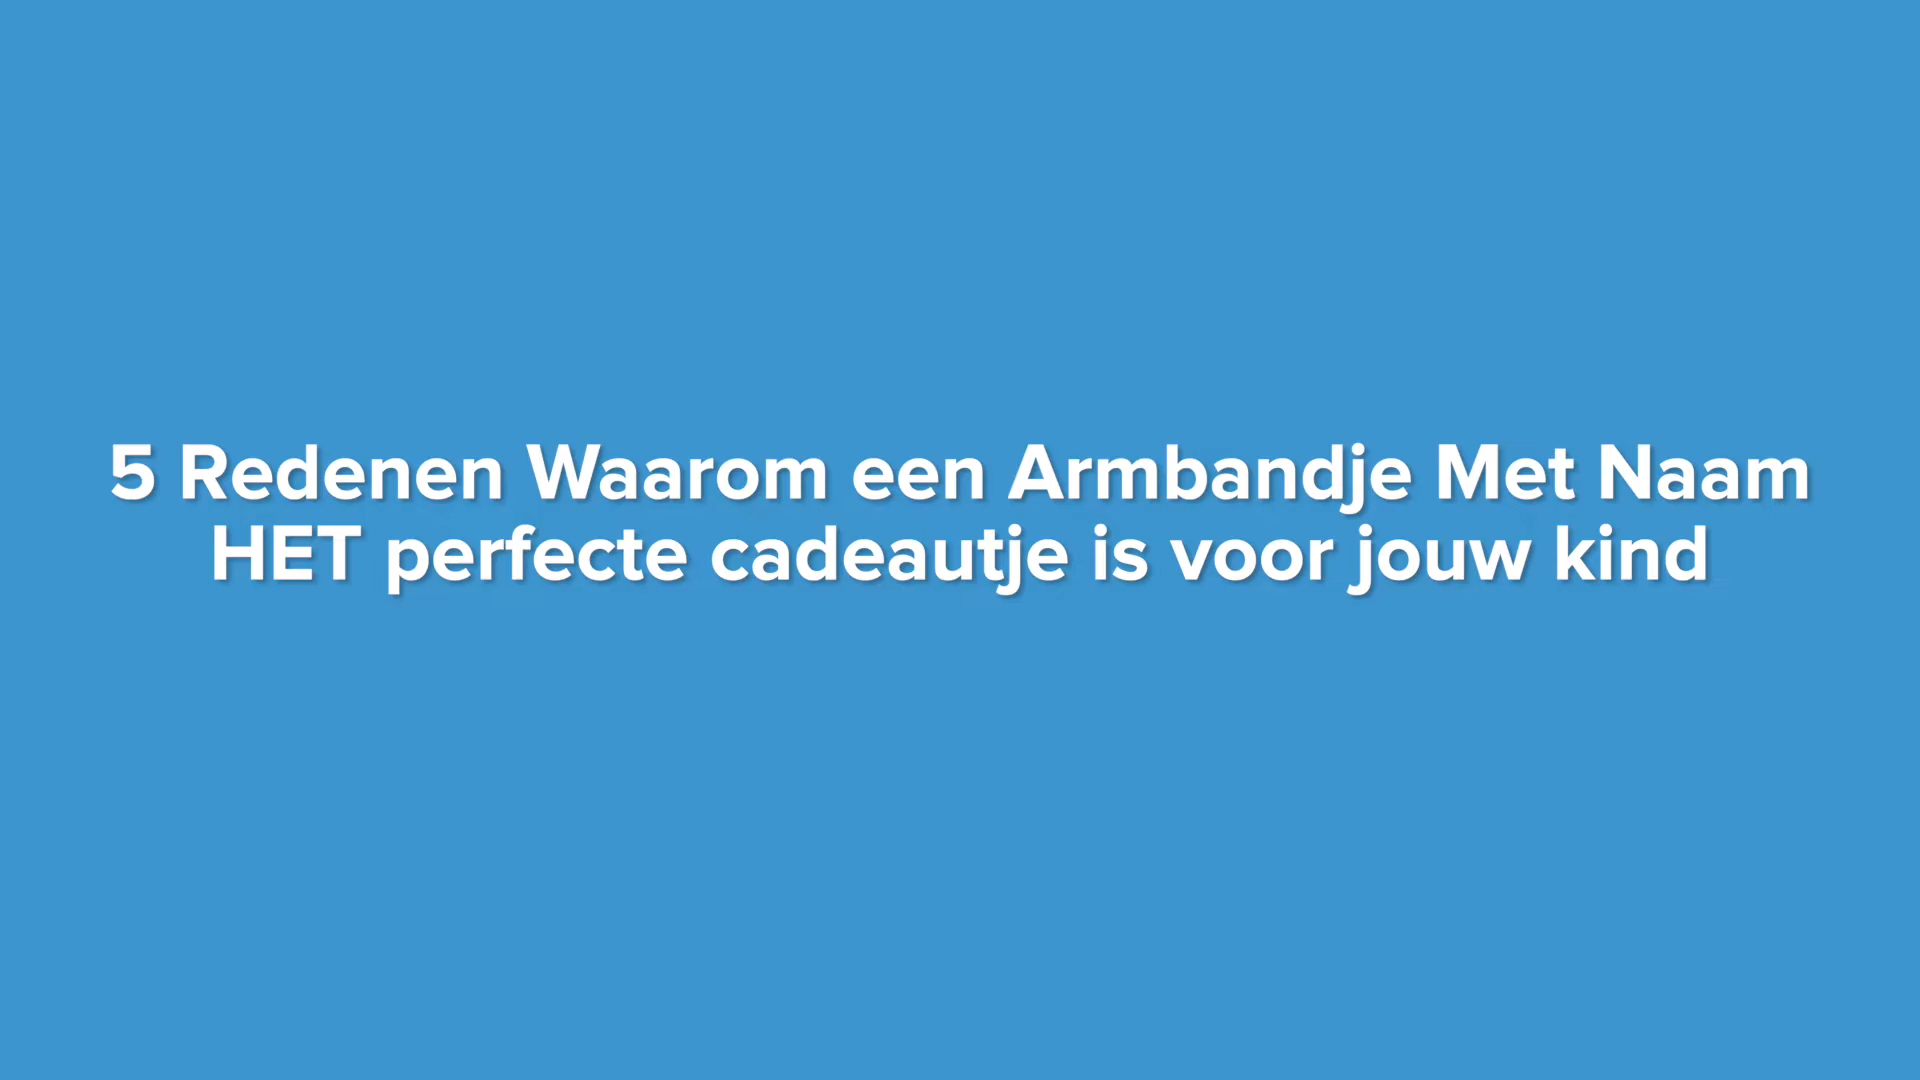 5 Redenen Waarom een Armbandje Met Naam
HET perfecte cadeautje is voor jouw kind